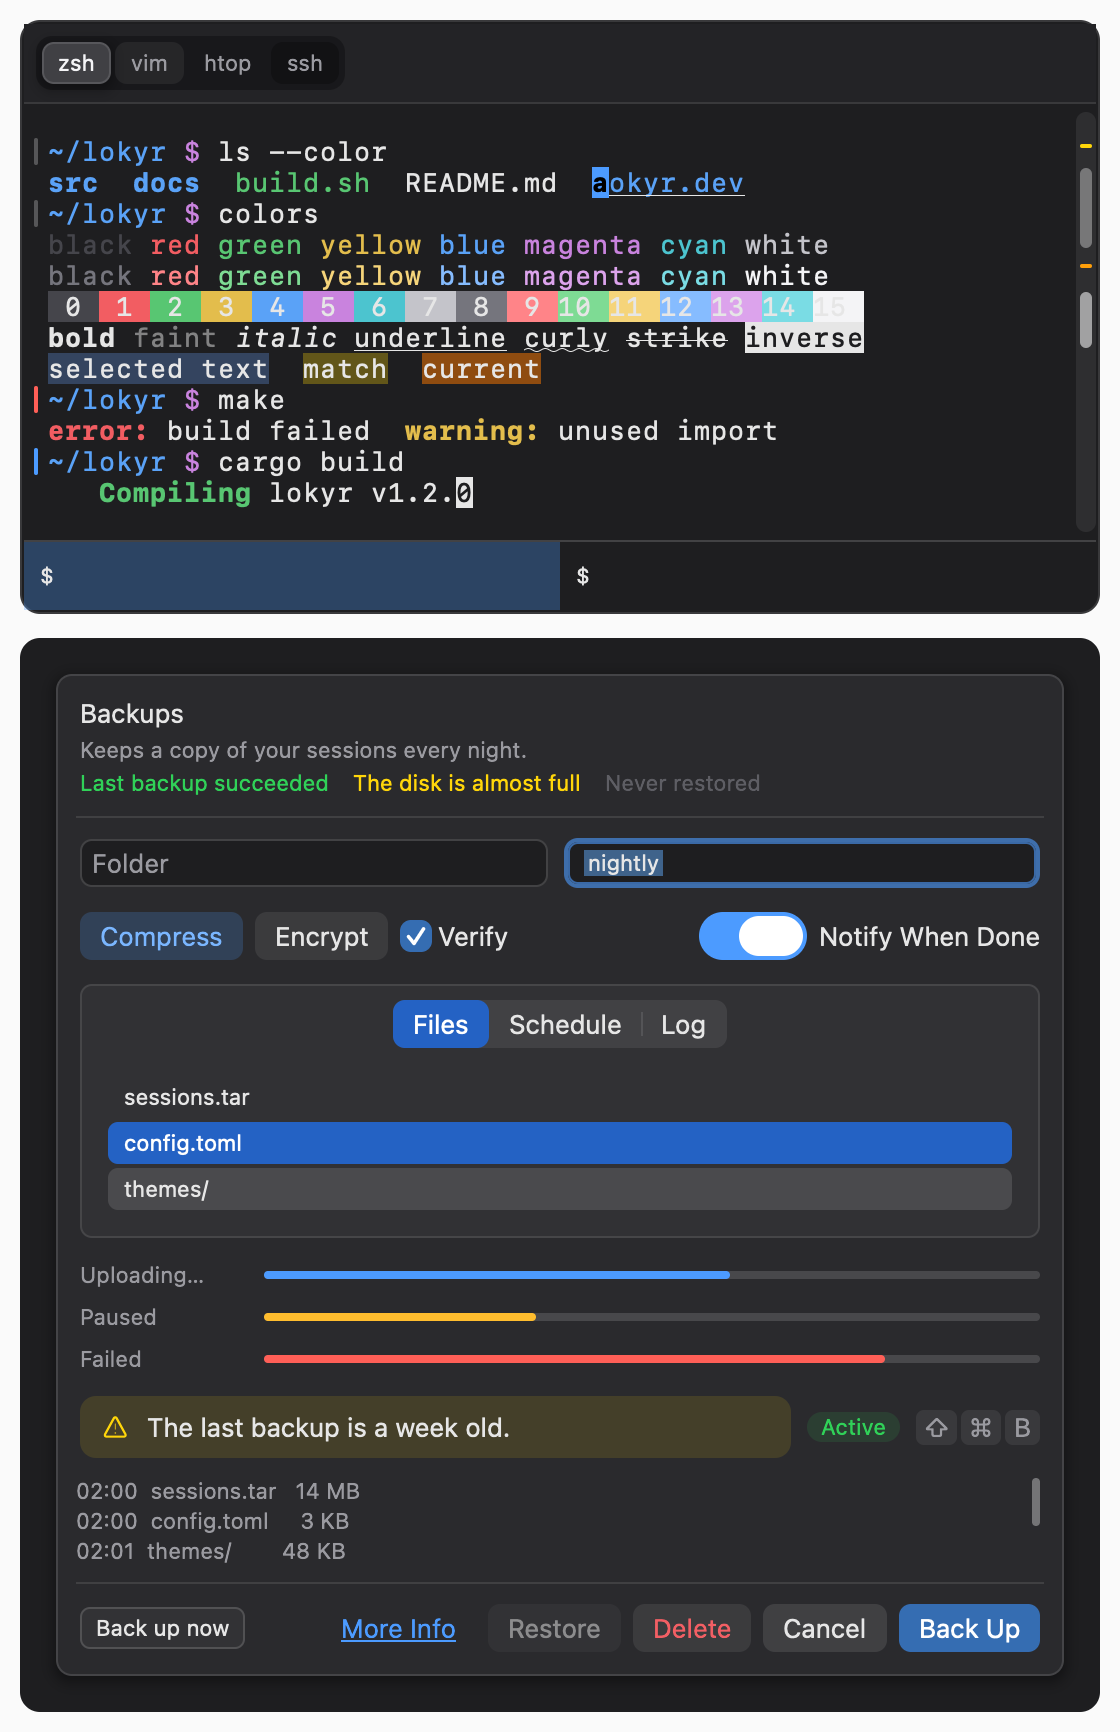 zsh vim htop ssh
~/lokyr $ ls --color
src docs build.sh README.md aokyr.dev
~/lokyr $ colors
black red green yellow blue magenta cyan white
black red green yellow blue magenta cyan white
0 1 2 3 4 5 6 7 8 9 10 11 12 13 14 15
bold faint italic underline curly strike inverse
selected text match current
~/lokyr $ make
error: build failed warning: unused import
~/lokyr $ cargo build
Compiling lokyr v1.2.0
$ $
Backups
Keeps a copy of your sessions every night.
Last backup succeeded The disk is almost full Never restored
Folder nightly
Compress Encrypt Verify Notify When Done
Files Schedule Log
sessions.tar
config.toml
themes/
Uploading...
Paused
Failed
The last backup is a week old. Active ⇧ ⌘ B
02:00 sessions.tar 14 MB
02:00 config.toml 3 KB
02:01 themes/ 48 KB
Back up now More Info Restore Delete Cancel Back Up